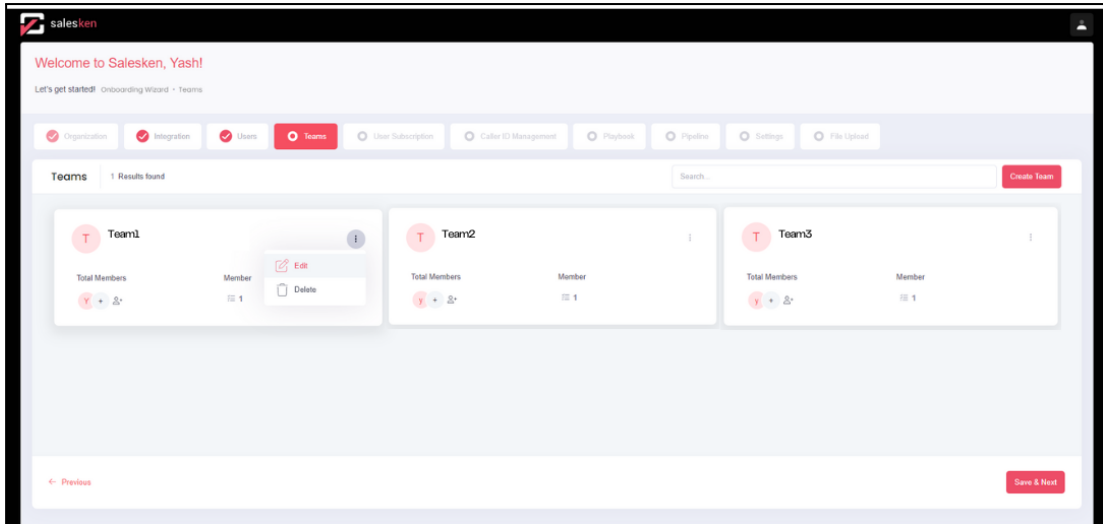 salesken
Welcome to Salesken, Yash!
Let's get started! Onboarding Wizard • Teams
Organization Integration Users Teams User Subscription Caller ID Management Playbook Pipeline Settings File Upload
Teams 1 Results found Search... Create Team
T Team1 T Team2 T Team3
Edit
Total Members Member Total Members Member Total Members Member
Delete
Y + 1 y + 1 y + 1
← Previous Save & Next